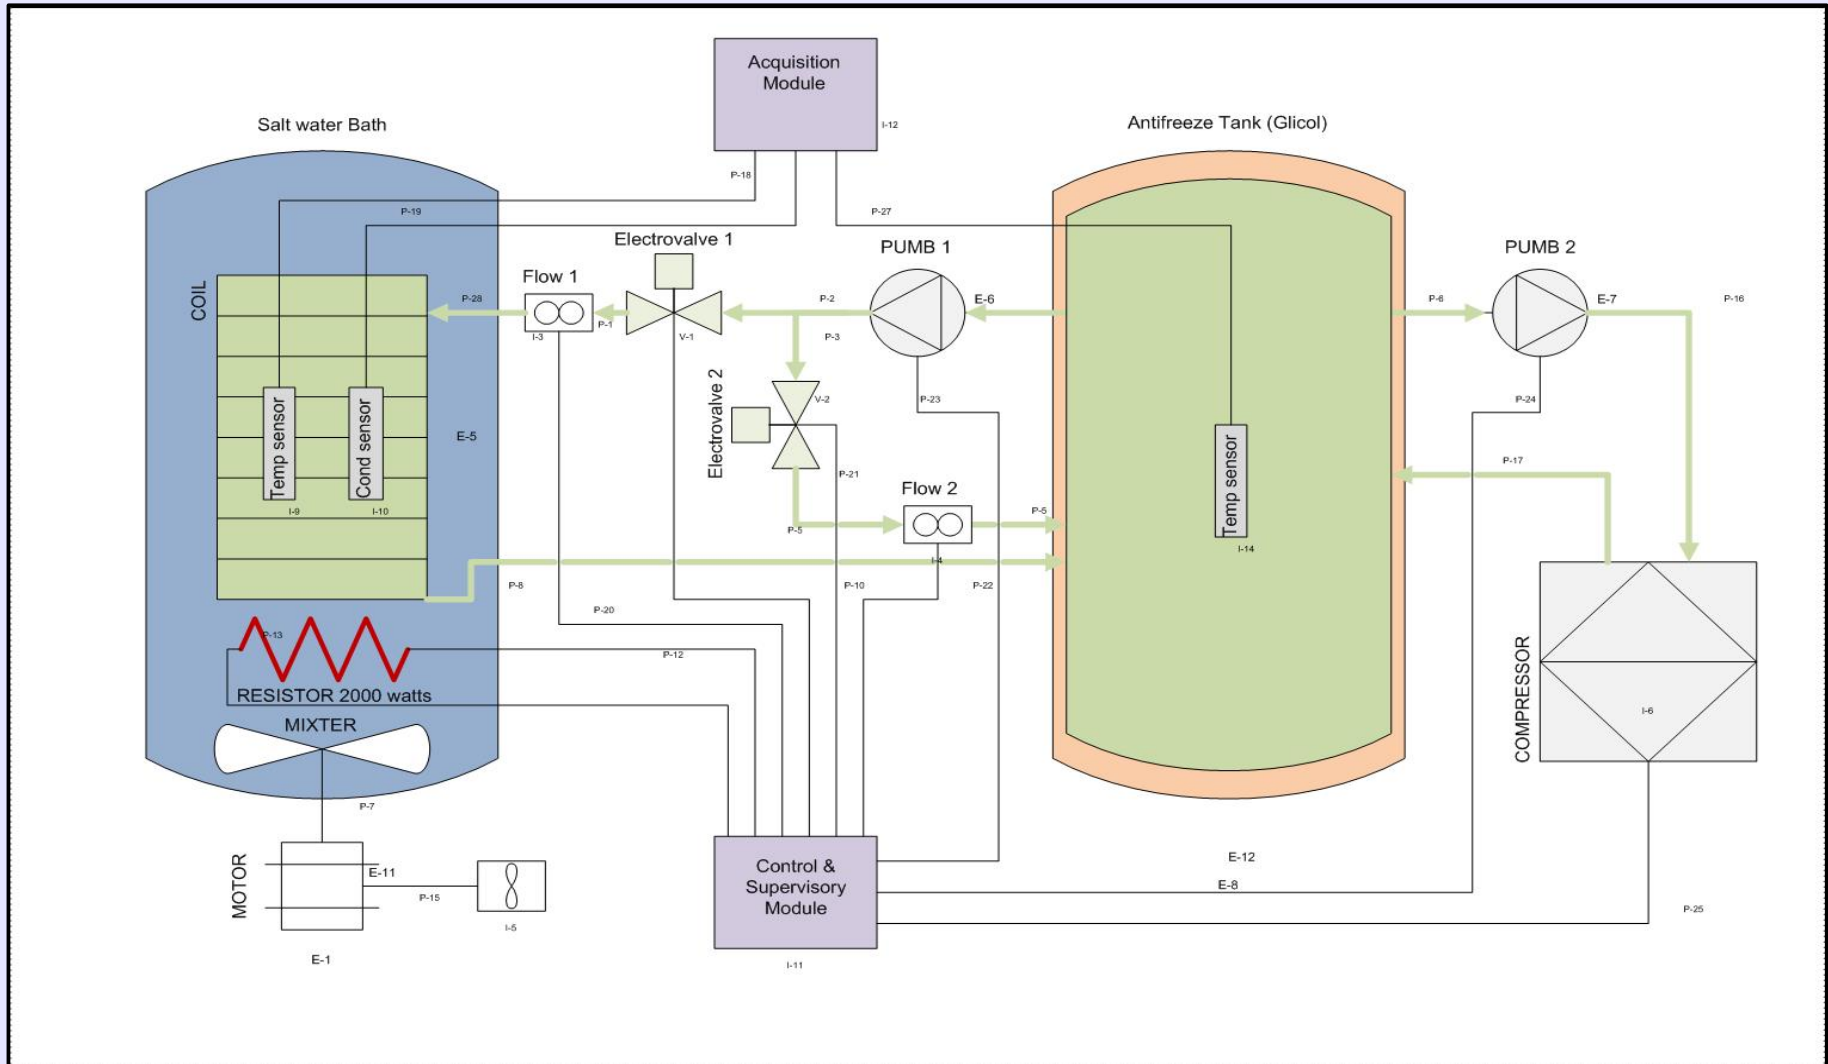 Acquisition
Module
I-12
Salt water Bath
Antifreeze Tank (Glicol)
P-18
P-19
P-27
Electrovalve 1
PUMB 1
PUMB 2
Flow 1
COIL
P-28
P-1
P-2
E-6
P-6
E-7
P-16
I-3
V-1
P-3
Electrovalve 2
V-2
P-23
P-24
Temp sensor
Cond sensor
E-5
P-21
P-17
Flow 2
Temp sensor
I-9
I-10
P-5
P-5
I-4
I-14
P-8
P-10
P-22
P-20
P-13
P-12
RESISTOR 2000 watts
MIXTER
COMPRESSOR
I-6
P-7
MOTOR
E-11
P-15
I-5
E-1
Control &
Supervisory
Module
I-11
E-12
E-8
P-25